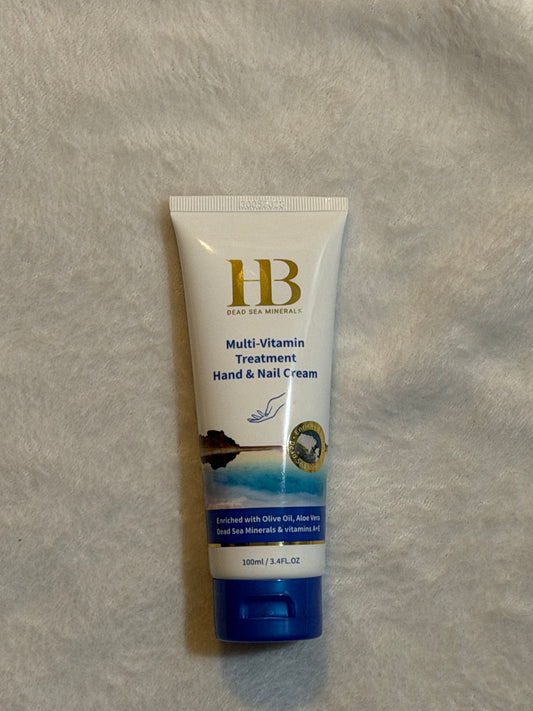 HB
DEAD SEA MINERALS
Multi-Vitamin
Treatment
Hand & Nail Cream
Enriched with Olive Oil, Aloe Vera
Dead Sea Minerals & vitamins A+E
100ml / 3.4FL.OZ